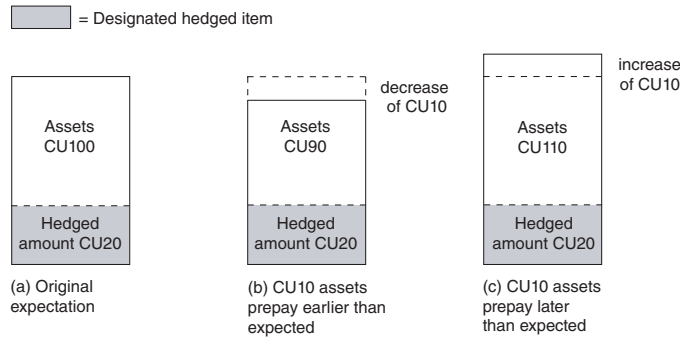 = Designated hedged item
Assets
CU100
Hedged
amount CU20
(a) Original
expectation
decrease
of CU10
Assets
CU90
Hedged
amount CU20
(b) CU10 assets
prepay earlier than
expected
increase
of CU10
Assets
CU110
Hedged
amount CU20
(c) CU10 assets
prepay later
than expected